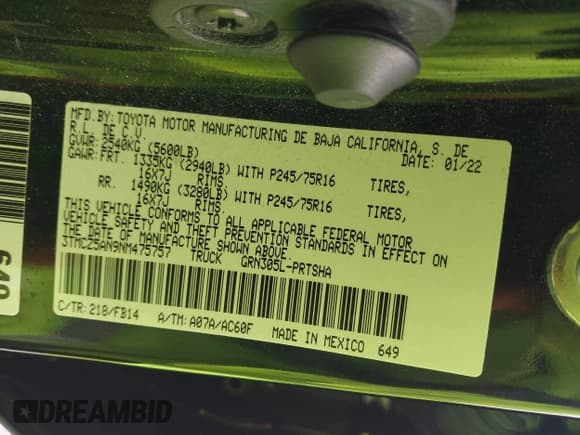 MFD.BY: TOYOTA MOTOR MANUFACTURING DE BAJA CALIFORNIA, S. DE
R.L. DE C.V. DATE: 01/22
GVWR: 2540KG (5600LB)
GAWR: FRT. 1335KG (2940LB) WITH P245/75R16 TIRES,
16X7J RIMS
RR. 1490KG (3280LB) WITH P245/75R16 TIRES,
16X7J RIMS
THIS VEHICLE CONFORMS TO ALL APPLICABLE FEDERAL MOTOR
VEHICLE SAFETY AND THEFT PREVENTION STANDARDS IN EFFECT ON
THE DATE OF MANUFACTURE SHOWN ABOVE.
3TMCZ5AN9NM475757 TRUCK GRN305L-PRTSHA
C/TR: 218/FB14 A/TM: A07A/AC60F MADE IN MEXICO 649
649
DREAMBID